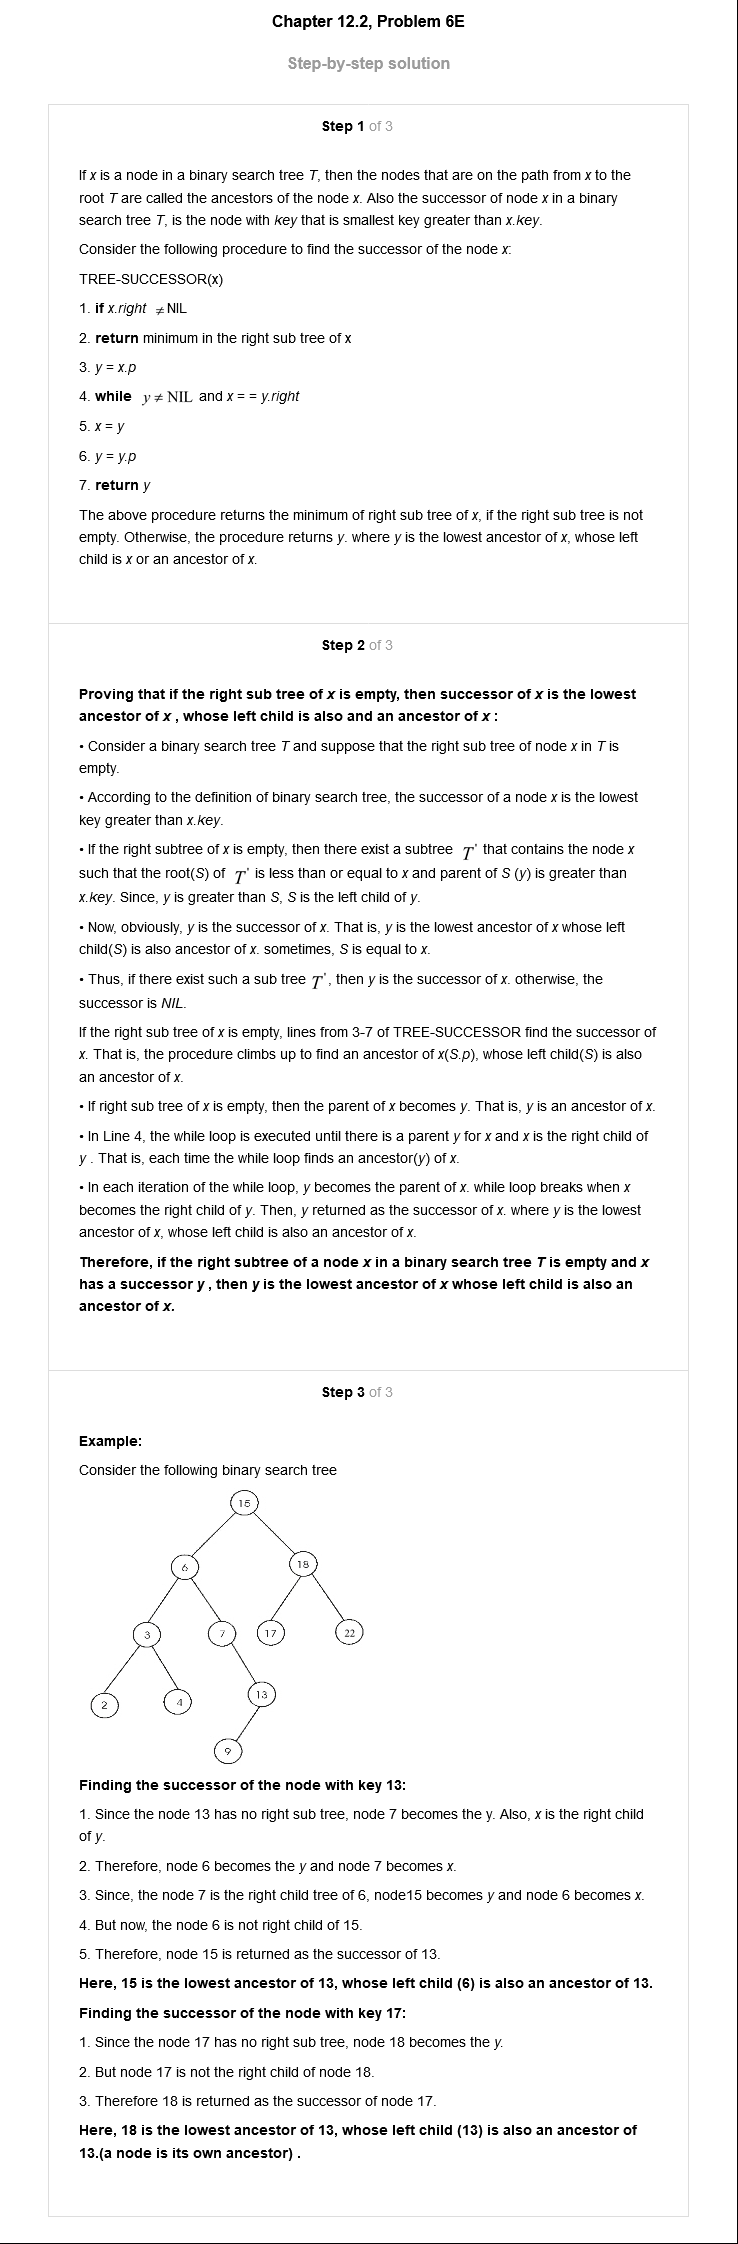 Chapter 12.2, Problem 6E
Step-by-step solution
Step 1 of 3
If x is a node in a binary search tree T, then the nodes that are on the path from x to the
root T are called the ancestors of the node x. Also the successor of node x in a binary
search tree T, is the node with key that is smallest key greater than x.key.
Consider the following procedure to find the successor of the node x:
TREE-SUCCESSOR(x)
1. if x.right ≠ NIL
2. return minimum in the right sub tree of x
3. y = x.p
4. while y ≠ NIL and x = = y.right
5. x = y
6. y = y.p
7. return y
The above procedure returns the minimum of right sub tree of x, if the right sub tree is not
empty. Otherwise, the procedure returns y. where y is the lowest ancestor of x, whose left
child is x or an ancestor of x.
Step 2 of 3
Proving that if the right sub tree of x is empty, then successor of x is the lowest
ancestor of x , whose left child is also and an ancestor of x :
• Consider a binary search tree T and suppose that the right sub tree of node x in T is
empty.
• According to the definition of binary search tree, the successor of a node x is the lowest
key greater than x.key.
• If the right subtree of x is empty, then there exist a subtree T' that contains the node x
such that the root(S) of T' is less than or equal to x and parent of S (y) is greater than
x.key. Since, y is greater than S, S is the left child of y.
• Now, obviously, y is the successor of x. That is, y is the lowest ancestor of x whose left
child(S) is also ancestor of x. sometimes, S is equal to x.
• Thus, if there exist such a sub tree T', then y is the successor of x. otherwise, the
successor is NIL.
If the right sub tree of x is empty, lines from 3-7 of TREE-SUCCESSOR find the successor of
x. That is, the procedure climbs up to find an ancestor of x(S.p), whose left child(S) is also
an ancestor of x.
• If right sub tree of x is empty, then the parent of x becomes y. That is, y is an ancestor of x.
• In Line 4, the while loop is executed until there is a parent y for x and x is the right child of
y . That is, each time the while loop finds an ancestor(y) of x.
• In each iteration of the while loop, y becomes the parent of x. while loop breaks when x
becomes the right child of y. Then, y returned as the successor of x. where y is the lowest
ancestor of x, whose left child is also an ancestor of x.
Therefore, if the right subtree of a node x in a binary search tree T is empty and x
has a successor y , then y is the lowest ancestor of x whose left child is also an
ancestor of x.
Step 3 of 3
Example:
Consider the following binary search tree
15
6 18
3 7 17 22
2 4 13
9
Finding the successor of the node with key 13:
1. Since the node 13 has no right sub tree, node 7 becomes the y. Also, x is the right child
of y.
2. Therefore, node 6 becomes the y and node 7 becomes x.
3. Since, the node 7 is the right child tree of 6, node15 becomes y and node 6 becomes x.
4. But now, the node 6 is not right child of 15.
5. Therefore, node 15 is returned as the successor of 13.
Here, 15 is the lowest ancestor of 13, whose left child (6) is also an ancestor of 13.
Finding the successor of the node with key 17:
1. Since the node 17 has no right sub tree, node 18 becomes the y.
2. But node 17 is not the right child of node 18.
3. Therefore 18 is returned as the successor of node 17.
Here, 18 is the lowest ancestor of 13, whose left child (13) is also an ancestor of
13.(a node is its own ancestor) .